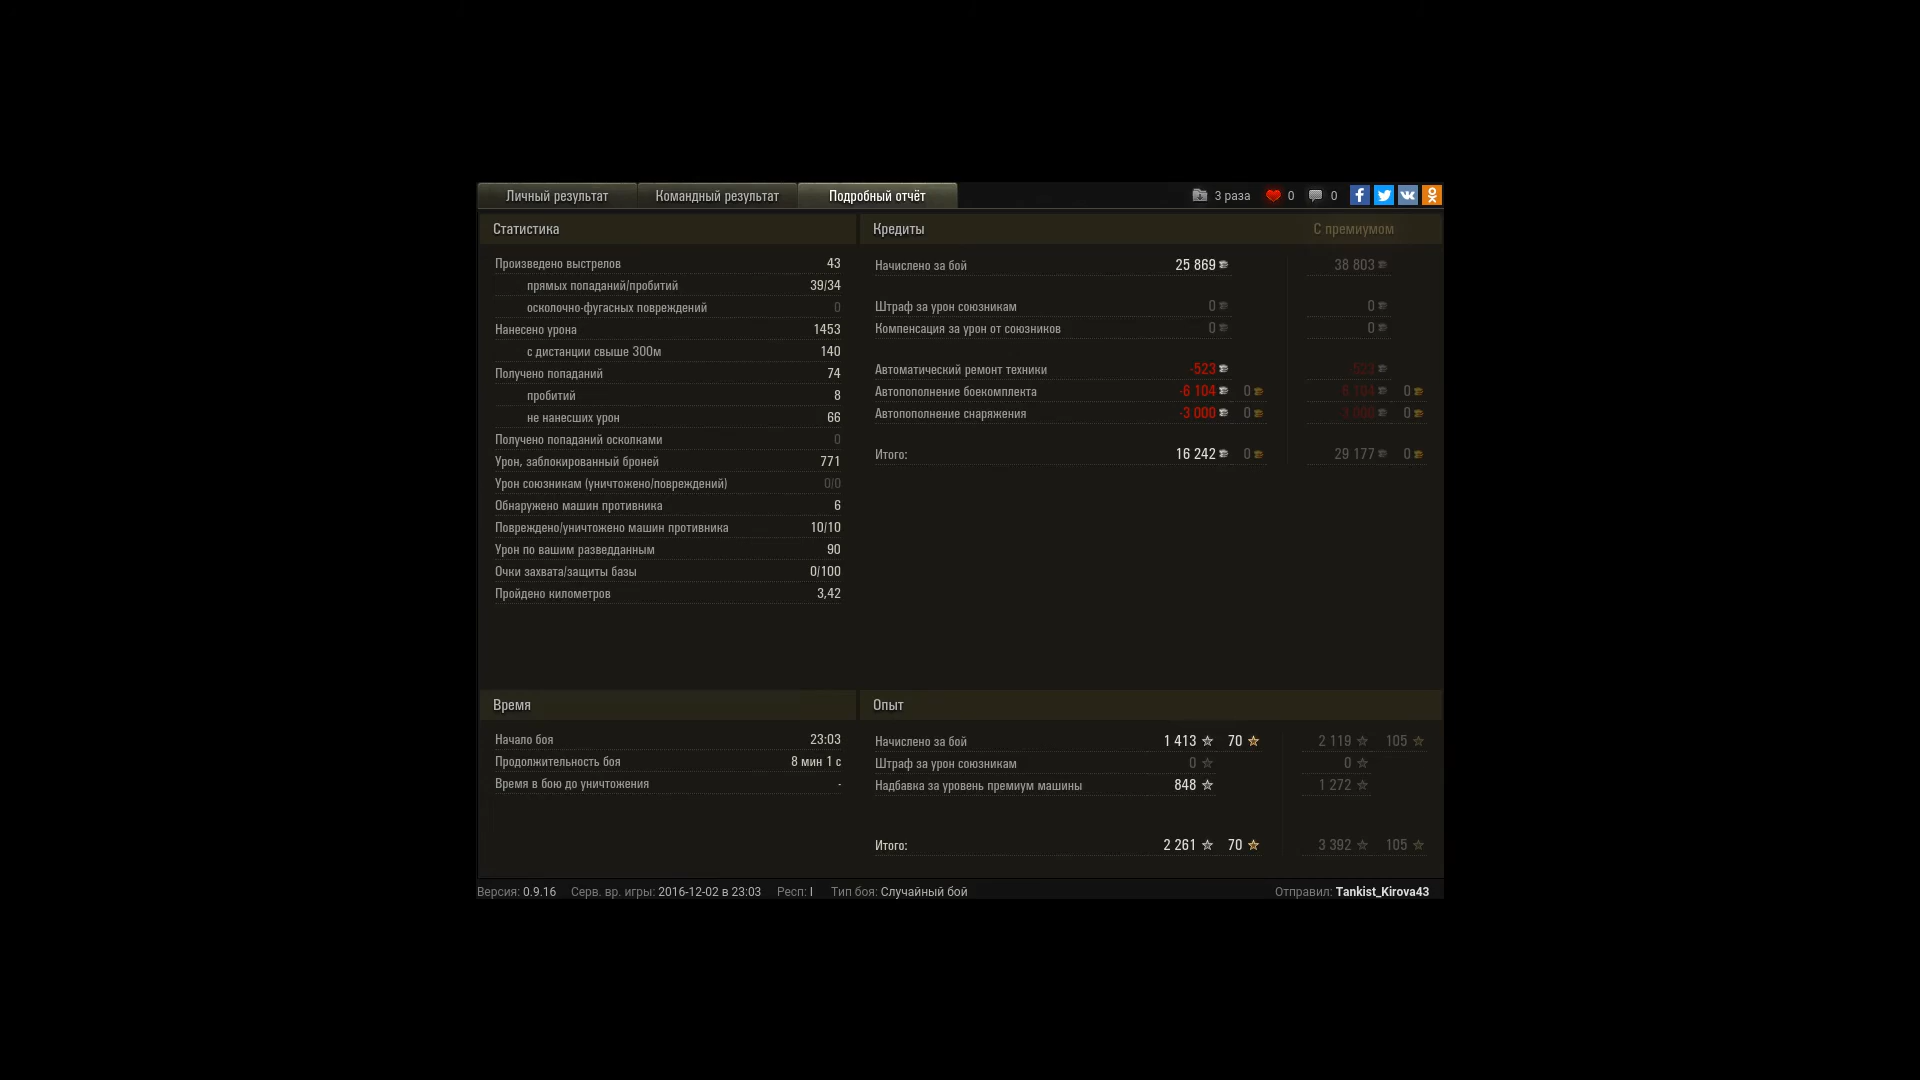 Личный результат Командный результат Подробный отчёт 3 раза 0 0
Статистика
Произведено выстрелов 43
прямых попаданий/пробитий 39/34
осколочно-фугасных повреждений 0
Нанесено урона 1453
с дистанции свыше 300м 140
Получено попаданий 74
пробитий 8
не нанесших урон 66
Получено попаданий осколками 0
Урон, заблокированный броней 771
Урон союзникам (уничтожено/повреждений) 0/0
Обнаружено машин противника 6
Повреждено/уничтожено машин противника 10/10
Урон по вашим разведданным 90
Очки захвата/защиты базы 0/100
Пройдено километров 3,42
Кредиты С премиумом
Начислено за бой 25 869 38 803
Штраф за урон союзникам 0 0
Компенсация за урон от союзников 0 0
Автоматический ремонт техники -523 -523
Автопополнение боекомплекта -6 104 0 -6 104 0
Автопополнение снаряжения -3 000 0 -3 000 0
Итого: 16 242 0 29 177 0
Время
Начало боя 23:03
Продолжительность боя 8 мин 1 с
Время в бою до уничтожения -
Опыт
Начислено за бой 1 413 70 2 119 105
Штраф за урон союзникам 0 0
Надбавка за уровень премиум машины 848 1 272
Итого: 2 261 70 3 392 105
Версия: 0.9.16 Серв. вр. игры: 2016-12-02 в 23:03 Респ: I Тип боя: Случайный бой Отправил: Tankist_Kirova43